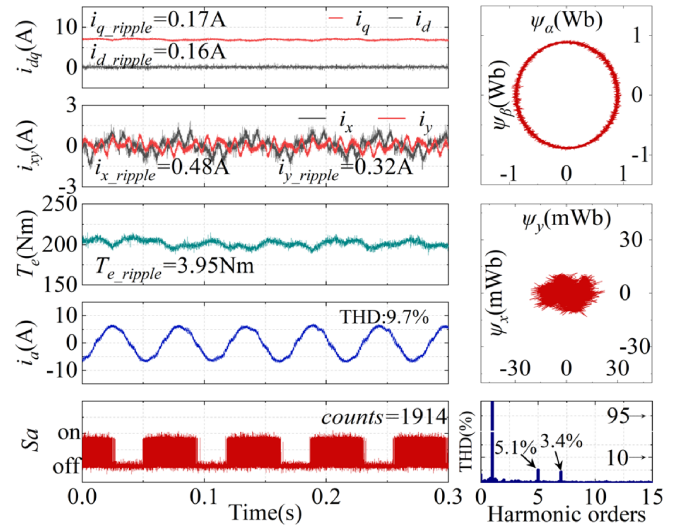 i_dq(A)
10
0
i_q_ripple=0.17A
i_q
i_d
i_d_ripple=0.16A
i_xy(A)
3
0
-3
i_x
i_y
i_x_ripple=0.48A
i_y_ripple=0.32A
T_e(Nm)
250
200
150
T_e_ripple=3.95Nm
i_a(A)
10
5
0
-5
-10
THD:9.7%
Sa
on
off
counts=1914
0.0
0.1
0.2
0.3
Time(s)
ψ_α(Wb)
1
ψ_β(Wb)
0
-1
-1
0
1
ψ_y(mWb)
30
ψ_x(mWb)
0
-30
30
0
-30
THD(%)
95→
5.1%
3.4%
10→
0
5
10
15
Harmonic orders